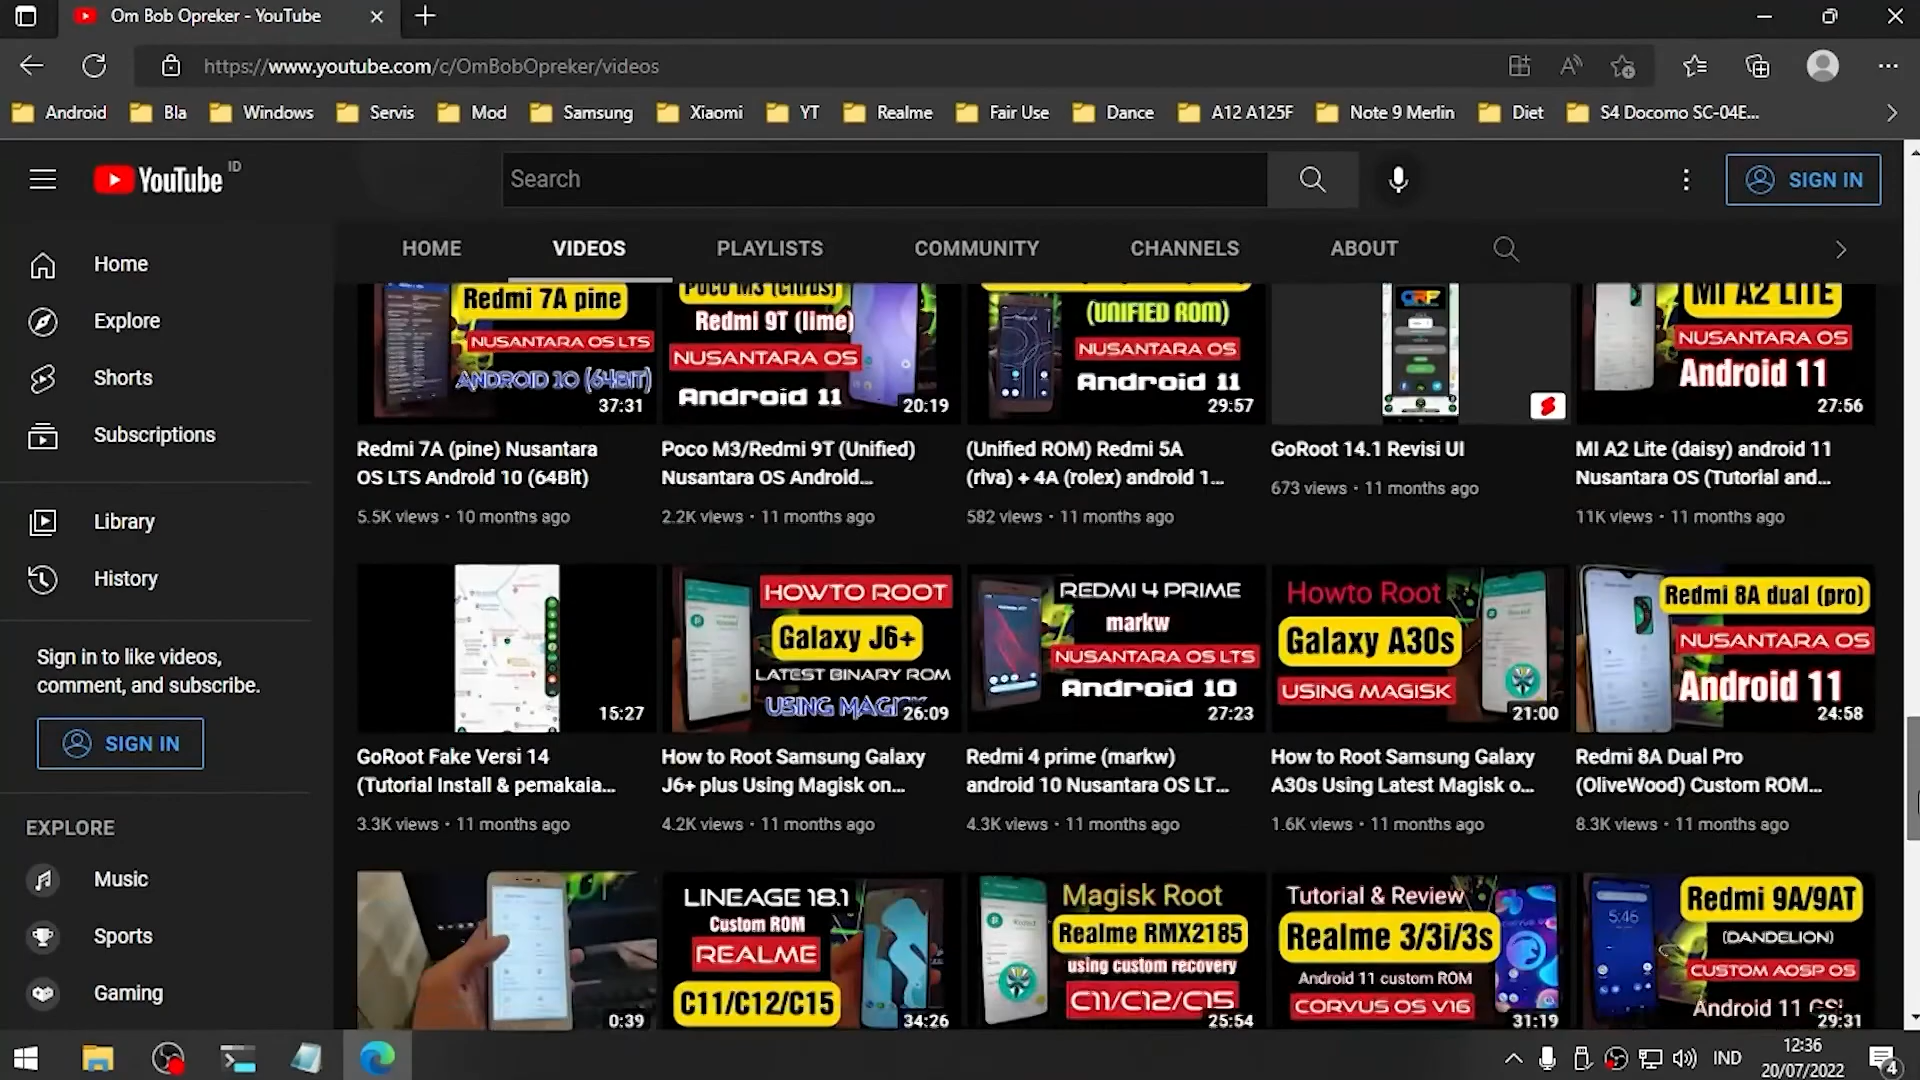 Om Bob Opreker - YouTube
https://www.youtube.com/c/OmBobOpreker/videos
Android Bla Windows Servis Mod Samsung Xiaomi YT Realme Fair Use Dance A12 A125F Note 9 Merlin Diet S4 Docomo SC-04E...
YouTube ID
Search
SIGN IN
HOME VIDEOS PLAYLISTS COMMUNITY CHANNELS ABOUT
Home
Explore
Shorts
Subscriptions
Library
History
Sign in to like videos,
comment, and subscribe.
SIGN IN
EXPLORE
Music
Sports
Gaming
Redmi 7A pine
NUSANTARA OS LTS
ANDROID 10 (64BIT)
37:31
Redmi 7A (pine) Nusantara
OS LTS Android 10 (64Bit)
5.5K views • 10 months ago
Poco M3 (citrus)
Redmi 9T (lime)
NUSANTARA OS
Android 11
20:19
Poco M3/Redmi 9T (Unified)
Nusantara OS Android...
2.2K views • 11 months ago
(UNIFIED ROM)
NUSANTARA OS
Android 11
29:57
(Unified ROM) Redmi 5A
(riva) + 4A (rolex) android 1...
582 views • 11 months ago
GoRoot 14.1 Revisi UI
673 views • 11 months ago
MI A2 LITE
NUSANTARA OS
Android 11
27:56
MI A2 Lite (daisy) android 11
Nusantara OS (Tutorial and...
11K views • 11 months ago
15:27
GoRoot Fake Versi 14
(Tutorial Install & pemakaia...
3.3K views • 11 months ago
HOWTO ROOT
Galaxy J6+
LATEST BINARY ROM
USING MAGI
26:09
How to Root Samsung Galaxy
J6+ plus Using Magisk on...
4.2K views • 11 months ago
REDMI 4 PRIME
markw
NUSANTARA OS LTS
Android 10
27:23
Redmi 4 prime (markw)
android 10 Nusantara OS LT...
4.3K views • 11 months ago
Howto Root
Galaxy A30s
USING MAGISK
21:00
How to Root Samsung Galaxy
A30s Using Latest Magisk o...
1.6K views • 11 months ago
Redmi 8A dual (pro)
NUSANTARA OS
Android 11
24:58
Redmi 8A Dual Pro
(OliveWood) Custom ROM...
8.3K views • 11 months ago
0:39
LINEAGE 18.1
Custom ROM
REALME
C11/C12/C15
34:26
Magisk Root
Realme RMX2185
using custom recovery
C11/C12/C15
25:54
Tutorial & Review
Realme 3/3i/3s
Android 11 custom ROM
CORVUS OS V16
31:19
5:46
Redmi 9A/9AT
(DANDELION)
CUSTOM AOSP OS
Android 11 GSI
29:31
IND
12:36
20/07/2022
4